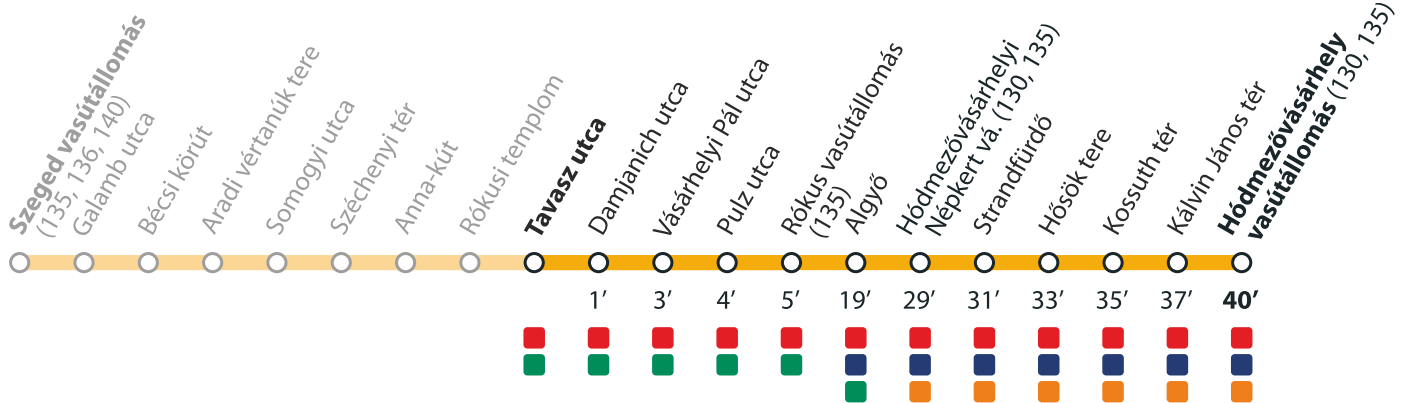 Szeged vasútállomás
(135, 136, 140)
Galamb utca
Bécsi körút
Aradi vértanúk tere
Somogyi utca
Széchenyi tér
Anna-kút
Rókusi templom
Tavasz utca
Damjanich utca
Vásárhelyi Pál utca
Pulz utca
Rókus vasútállomás
(135)
Algyő
Hódmezővásárhelyi
Népkert vá. (130, 135)
Strandfürdő
Hősök tere
Kossuth tér
Kálvin János tér
Hódmezővásárhely
vasútállomás (130, 135)
1’ 3’ 4’ 5’ 19’ 29’ 31’ 33’ 35’ 37’ 40’